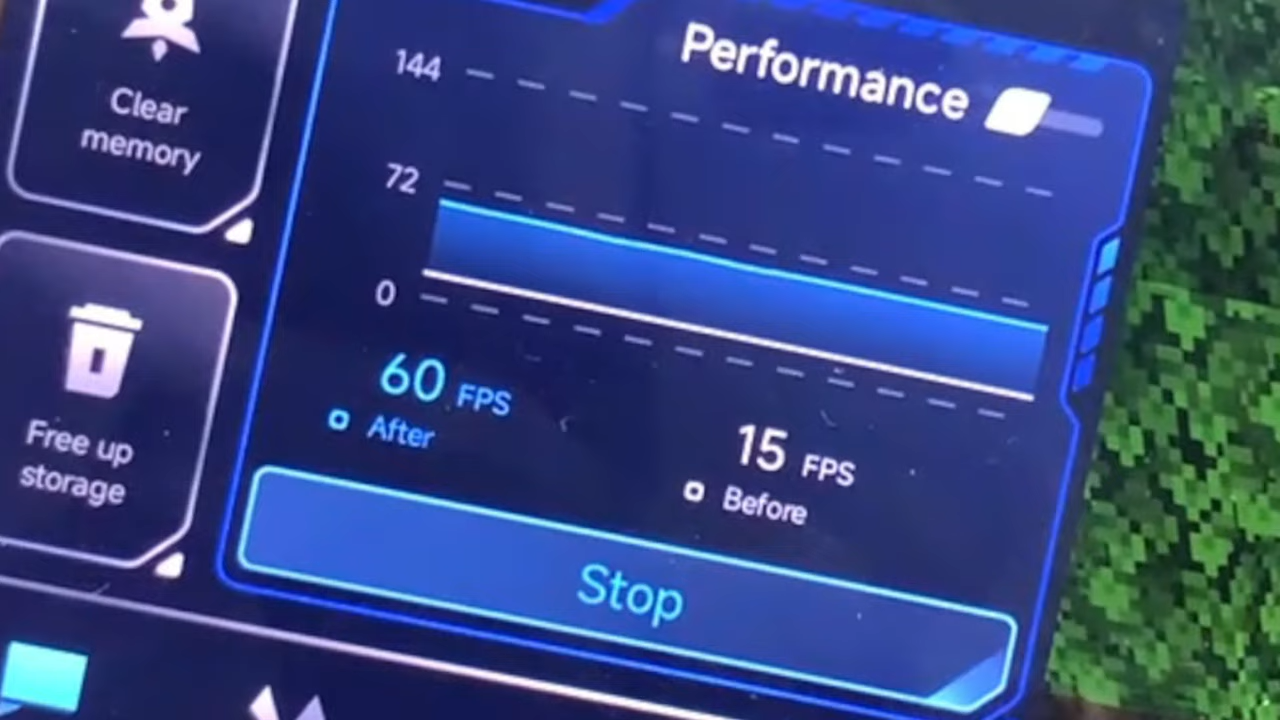 Clear
memory
Free up
storage
Performance
144
72
0
60 FPS
After
15 FPS
Before
Stop